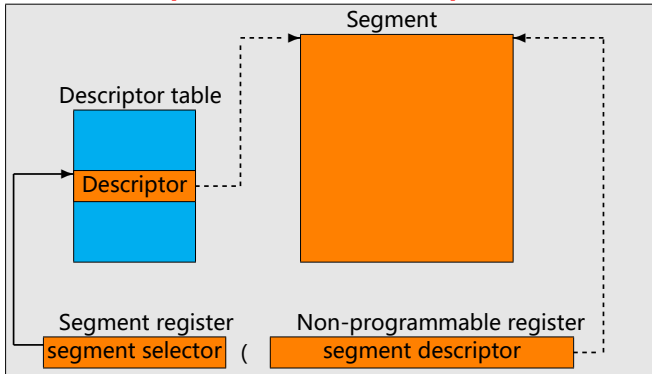 Segment
Descriptor table
Descriptor
Segment register
Non-programmable register
segment selector
(
segment descriptor